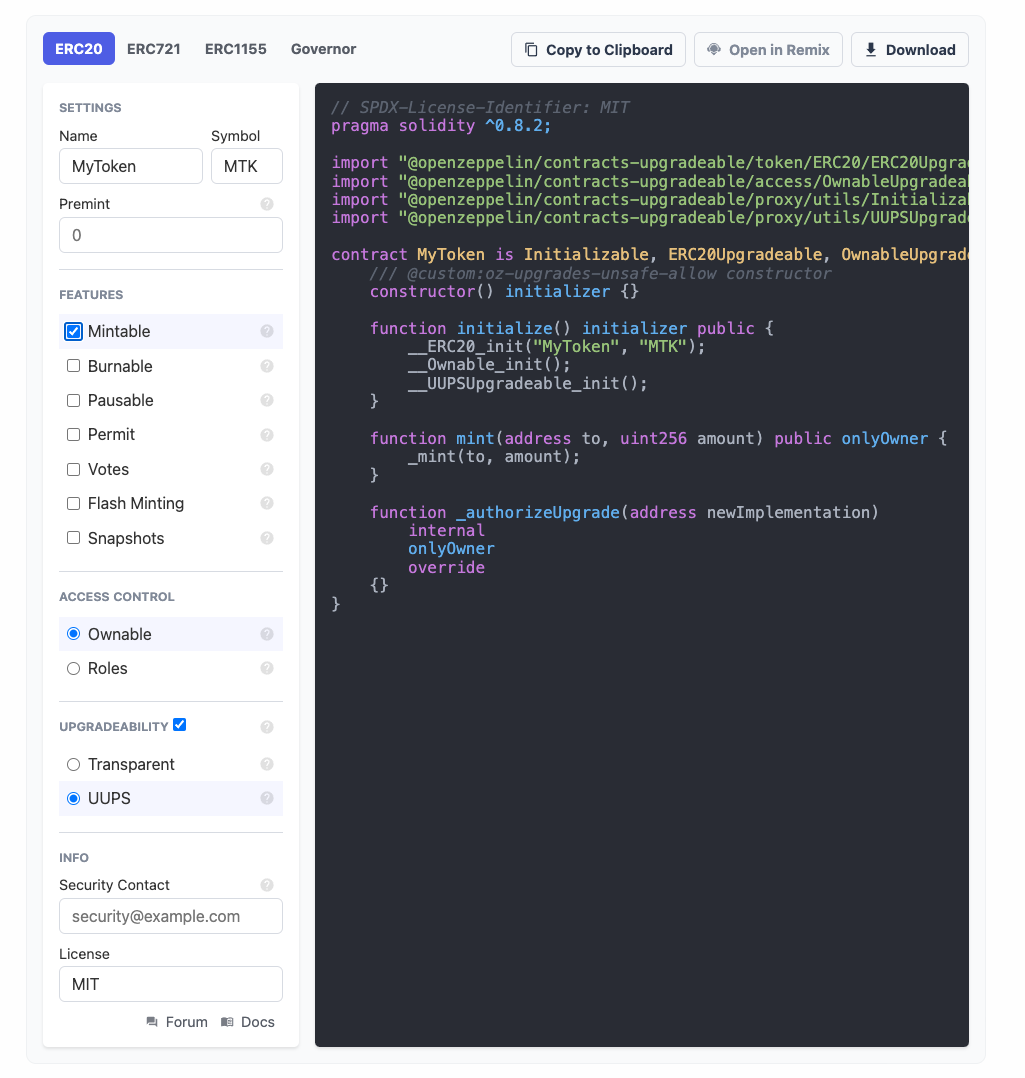 ERC20 ERC721 ERC1155 Governor Copy to Clipboard Open in Remix Download
SETTINGS
Name Symbol
MyToken MTK
Premint ?
0
FEATURES
Mintable ?
Burnable ?
Pausable ?
Permit ?
Votes ?
Flash Minting ?
Snapshots ?
ACCESS CONTROL
Ownable ?
Roles ?
UPGRADEABILITY ?
Transparent ?
UUPS ?
INFO
Security Contact ?
security@example.com
License
MIT
Forum Docs
// SPDX-License-Identifier: MIT
pragma solidity ^0.8.2;
import "@openzeppelin/contracts-upgradeable/token/ERC20/ERC20Upgra
import "@openzeppelin/contracts-upgradeable/access/OwnableUpgradea
import "@openzeppelin/contracts-upgradeable/proxy/utils/Initializa
import "@openzeppelin/contracts-upgradeable/proxy/utils/UUPSUpgrad
contract MyToken is Initializable, ERC20Upgradeable, OwnableUpgrad
/// @custom:oz-upgrades-unsafe-allow constructor
constructor() initializer {}
function initialize() initializer public {
__ERC20_init("MyToken", "MTK");
__Ownable_init();
__UUPSUpgradeable_init();
}
function mint(address to, uint256 amount) public onlyOwner {
_mint(to, amount);
}
function _authorizeUpgrade(address newImplementation)
internal
onlyOwner
override
{}
}